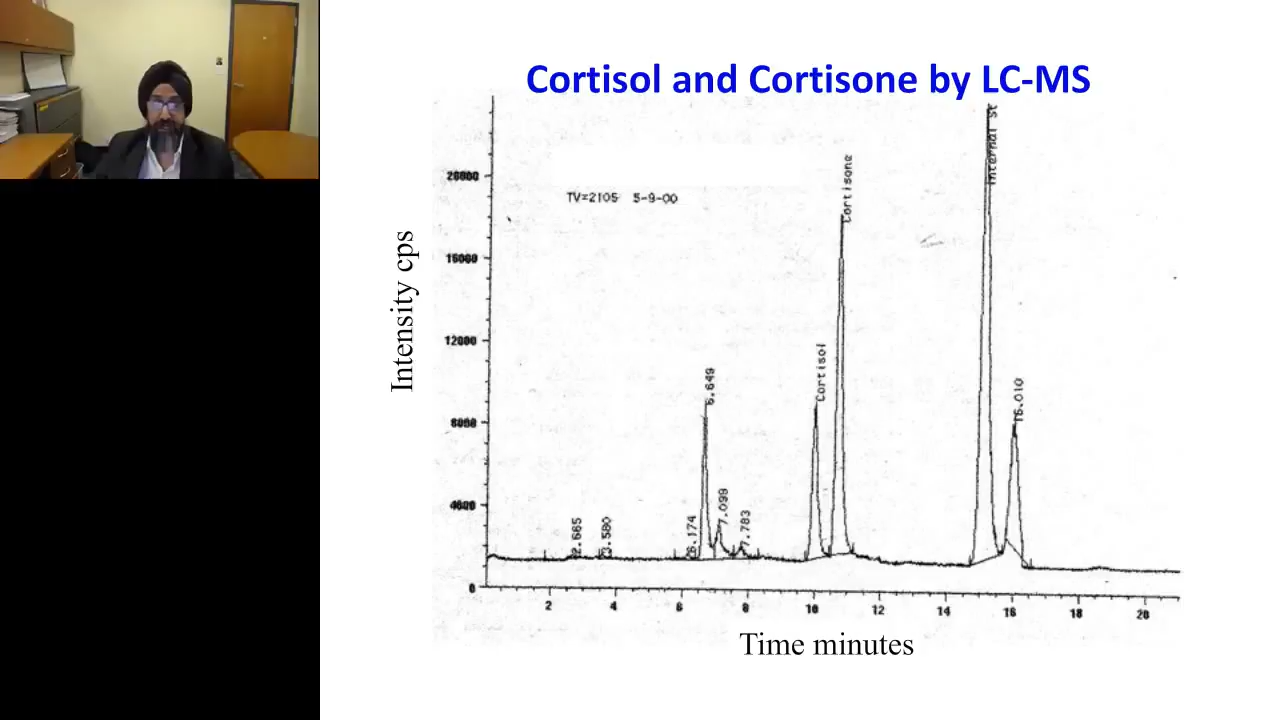 Cortisol and Cortisone by LC-MS
Internal St
Cortisone
20000
TV=2105 5-9-00
16000
Intensity cps
12000
Cortisol
6.649
16.010
8000
4000
2.665
3.580
6.174
7.099
7.783
0
2 4 6 8 10 12 14 16 18 20
Time minutes